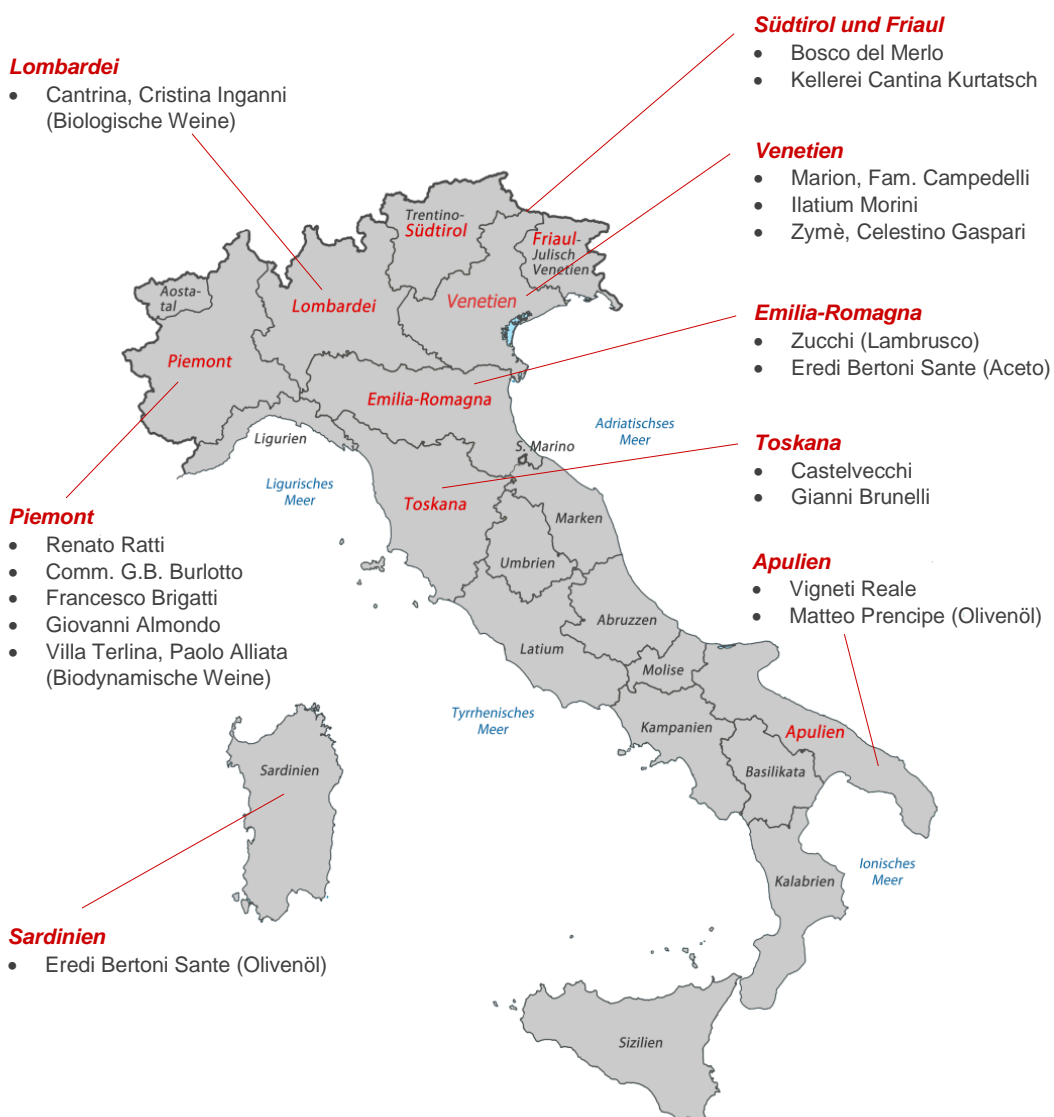 Südtirol und Friaul
• Bosco del Merlo
• Kellerei Cantina Kurtatsch
Lombardei
• Cantrina, Cristina Inganni
(Biologische Weine)
Venetien
• Marion, Fam. Campedelli
• Ilatium Morini
• Zymè, Celestino Gaspari
Trentino-
Südtirol
Friaul-
Julisch
Venetien
Aosta-
tal
Lombardei
Venetien
Piemont
Emilia-Romagna
Emilia-Romagna
• Zucchi (Lambrusco)
• Eredi Bertoni Sante (Aceto)
Adriatischses
Meer
Ligurien
S. Marino
Ligurisches
Meer
Toskana
Toskana
• Castelvecchi
• Gianni Brunelli
Marken
Umbrien
Piemont
• Renato Ratti
• Comm. G.B. Burlotto
• Francesco Brigatti
• Giovanni Almondo
• Villa Terlina, Paolo Alliata
(Biodynamische Weine)
Apulien
• Vigneti Reale
• Matteo Prencipe (Olivenöl)
Abruzzen
Latium
Molise
Tyrrhenisches
Meer
Kampanien
Apulien
Basilikata
Sardinien
Ionisches
Meer
Kalabrien
Sardinien
• Eredi Bertoni Sante (Olivenöl)
Sizilien